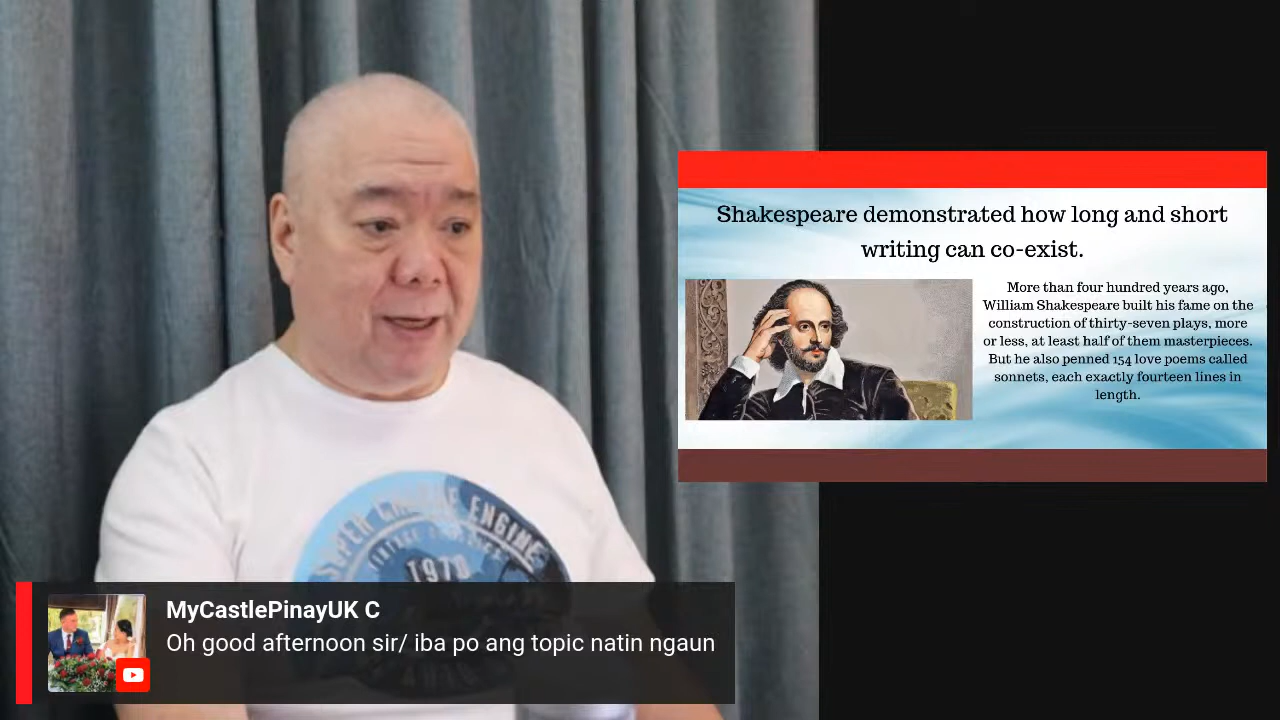 Shakespeare demonstrated how long and short
writing can co-exist.
More than four hundred years ago,
William Shakespeare built his fame on the
construction of thirty-seven plays, more
or less, at least half of them masterpieces.
But he also penned 154 love poems called
sonnets, each exactly fourteen lines in
length.
ENGINE
1970
MyCastlePinayUK C
Oh good afternoon sir/ iba po ang topic natin ngaun